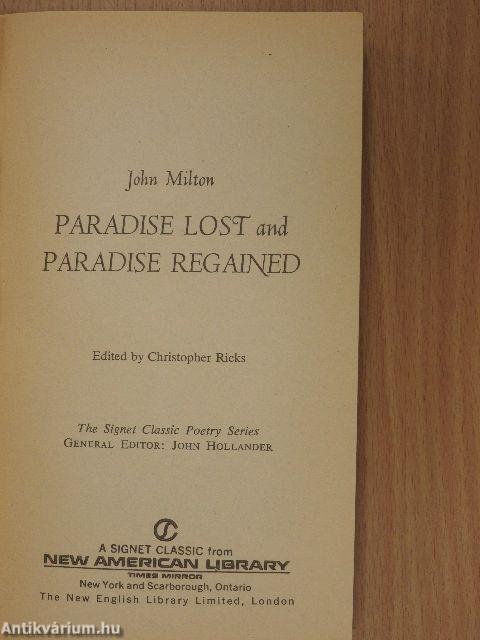 John Milton
PARADISE LOST and
PARADISE REGAINED
Edited by Christopher Ricks
The Signet Classic Poetry Series
GENERAL EDITOR: JOHN HOLLANDER
A SIGNET CLASSIC from
NEW AMERICAN LIBRARY
TIMES MIRROR
New York and Scarborough, Ontario
The New English Library Limited, London
Antikvárium.hu